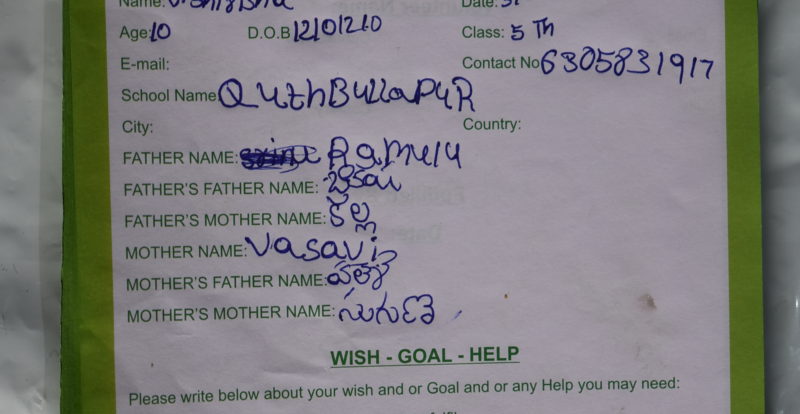 Name:
Age: 10 D.O.B 12/01210 Class: 5 Th
E-mail: Contact No 6305831917
School Name QuthBullapuR
City: Country:
FATHER NAME: Ramulu
FATHER'S FATHER NAME:
FATHER'S MOTHER NAME:
MOTHER NAME: Vasavi
MOTHER'S FATHER NAME:
MOTHER'S MOTHER NAME: సుగుణ
WISH - GOAL - HELP
Please write below about your wish and or Goal and or any Help you may need: